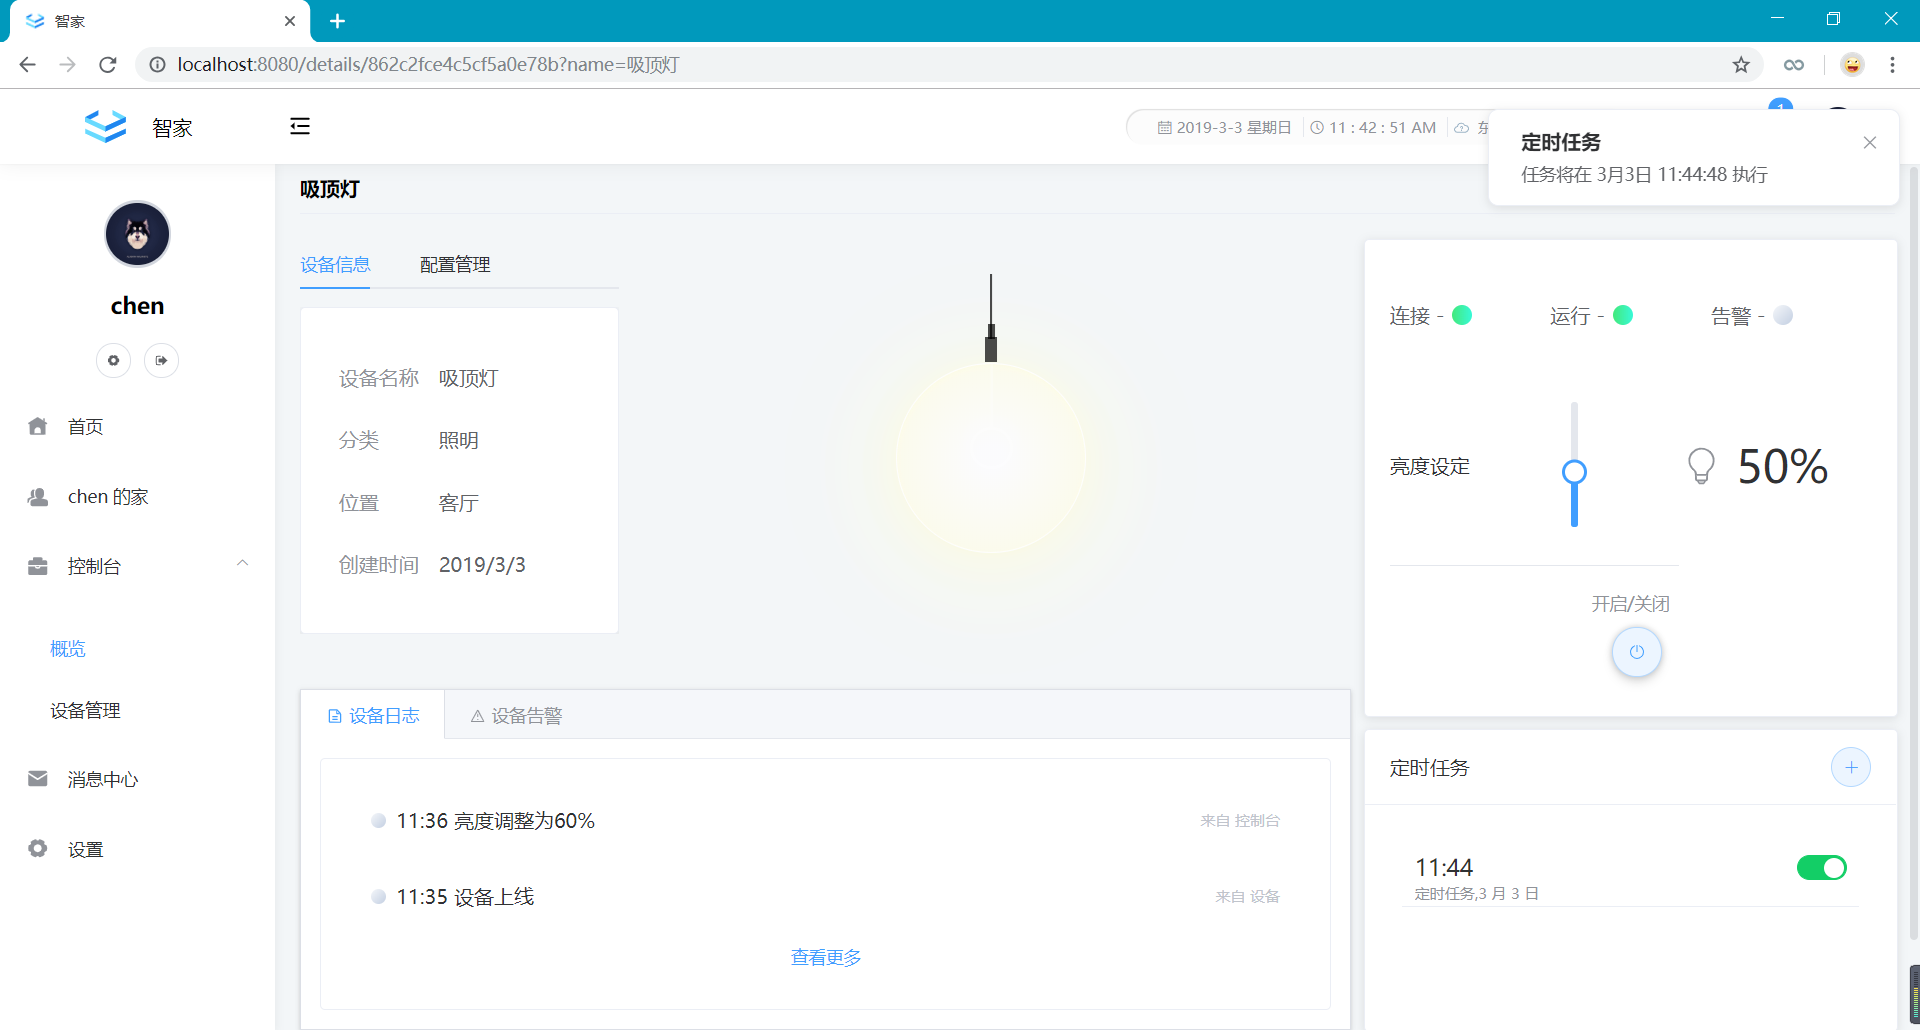 智家
localhost:8080/details/862c2fce4c5cf5a0e78b?name=吸顶灯
智家
2019-3-3 星期日
11 : 42 : 51 AM
东
1
定时任务
任务将在 3月3日 11:44:48 执行
chen
首页
chen 的家
控制台
概览
设备管理
消息中心
设置
吸顶灯
设备信息 配置管理
设备名称 吸顶灯
分类 照明
位置 客厅
创建时间 2019/3/3
连接 - 运行 - 告警 -
亮度设定 50%
开启/关闭
设备日志 设备告警
11:36 亮度调整为60% 来自 控制台
11:35 设备上线 来自 设备
查看更多
定时任务
11:44
定时任务,3 月 3 日